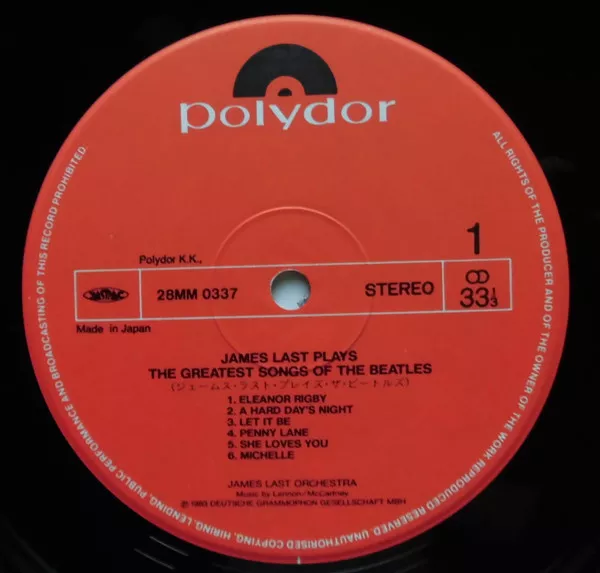 polydor
1
Polydor K.K.,
JASRAC
28MM 0337
STEREO
33 1/3
Made in Japan
JAMES LAST PLAYS
THE GREATEST SONGS OF THE BEATLES
(ジェームス・ラスト・プレイズ・ザ・ビートルズ)
1. ELEANOR RIGBY
2. A HARD DAY'S NIGHT
3. LET IT BE
4. PENNY LANE
5. SHE LOVES YOU
6. MICHELLE
JAMES LAST ORCHESTRA
Music by Lennon/McCartney
Ⓟ 1983 DEUTSCHE GRAMMOPHON GESELLSCHAFT MBH
ALL RIGHTS OF THE PRODUCER AND OF THE OWNER OF THE WORK REPRODUCED RESERVED. UNAUTHORISED COPYING, HIRING, LENDING, PUBLIC PERFORMANCE AND BROADCASTING OF THIS RECORD PROHIBITED.